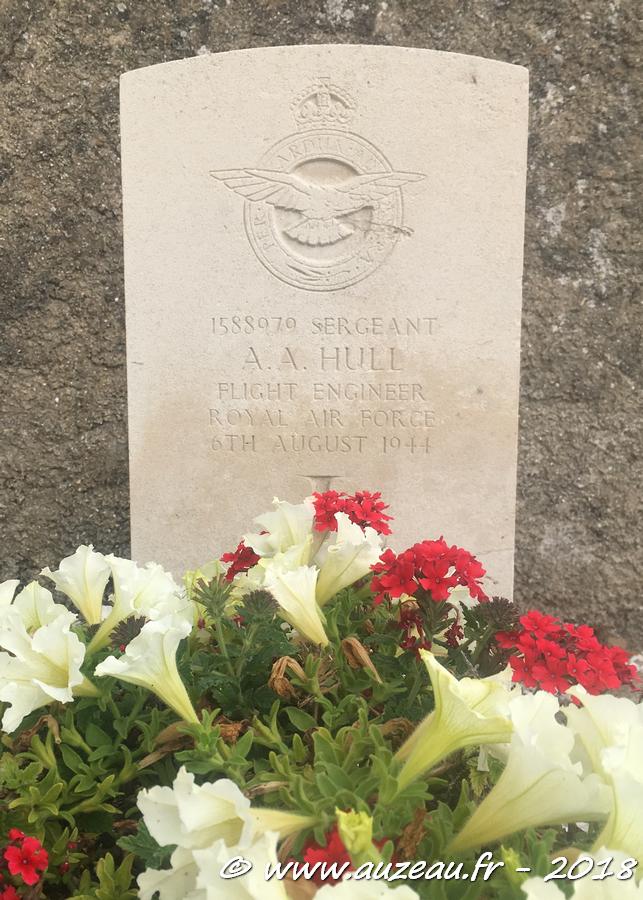 PER ARDUA AD ASTRA
1588979 SERGEANT
A. A. HULL
FLIGHT ENGINEER
ROYAL AIR FORCE
6TH AUGUST 1944
© www.auzeau.fr - 2018